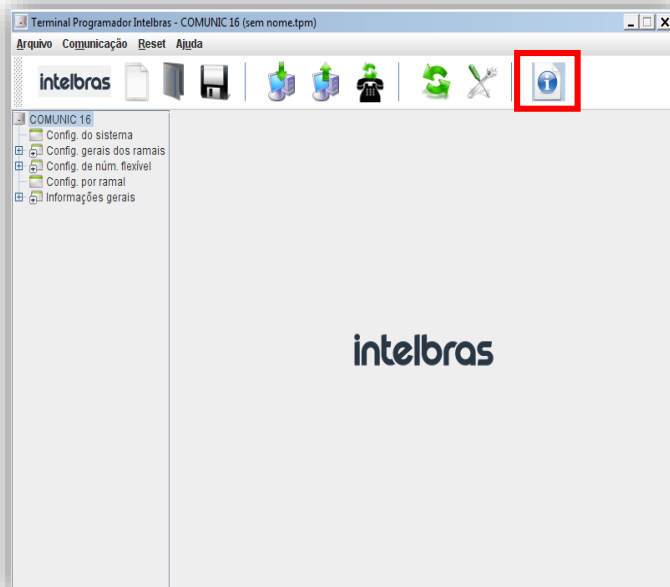 Terminal Programador Intelbras - COMUNIC 16 (sem nome.tpm)
Arquivo Comunicação Reset Ajuda
intelbras
COMUNIC 16
Config. do sistema
Config. gerais dos ramais
Config. de núm. flexível
Config. por ramal
Informações gerais
intelbras